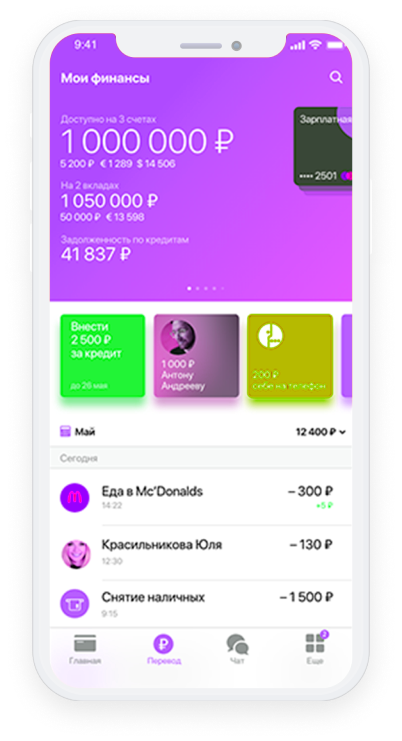 9:41
Мои финансы
Доступно на 3 счетах
1 000 000 ₽
5 200 ₽ € 1 289 $ 14 506
Зарплатная
•••• 2501
На 2 вкладах
1 050 000 ₽
50 000 ₽ € 13 598
Задолженность по кредитам
41 837 ₽
Внести
2 500 ₽
за кредит
до 26 мая
1 000 ₽
Антону
Андрееву
200 ₽
себе на телефон
Май
12 400 ₽
Сегодня
Еда в Mc’Donalds
– 300 ₽
14:22
+5 ₽
Красильникова Юля
– 130 ₽
12:30
Снятие наличных
– 1 500 ₽
9:15
2
Главная
Перевод
Чат
Еще